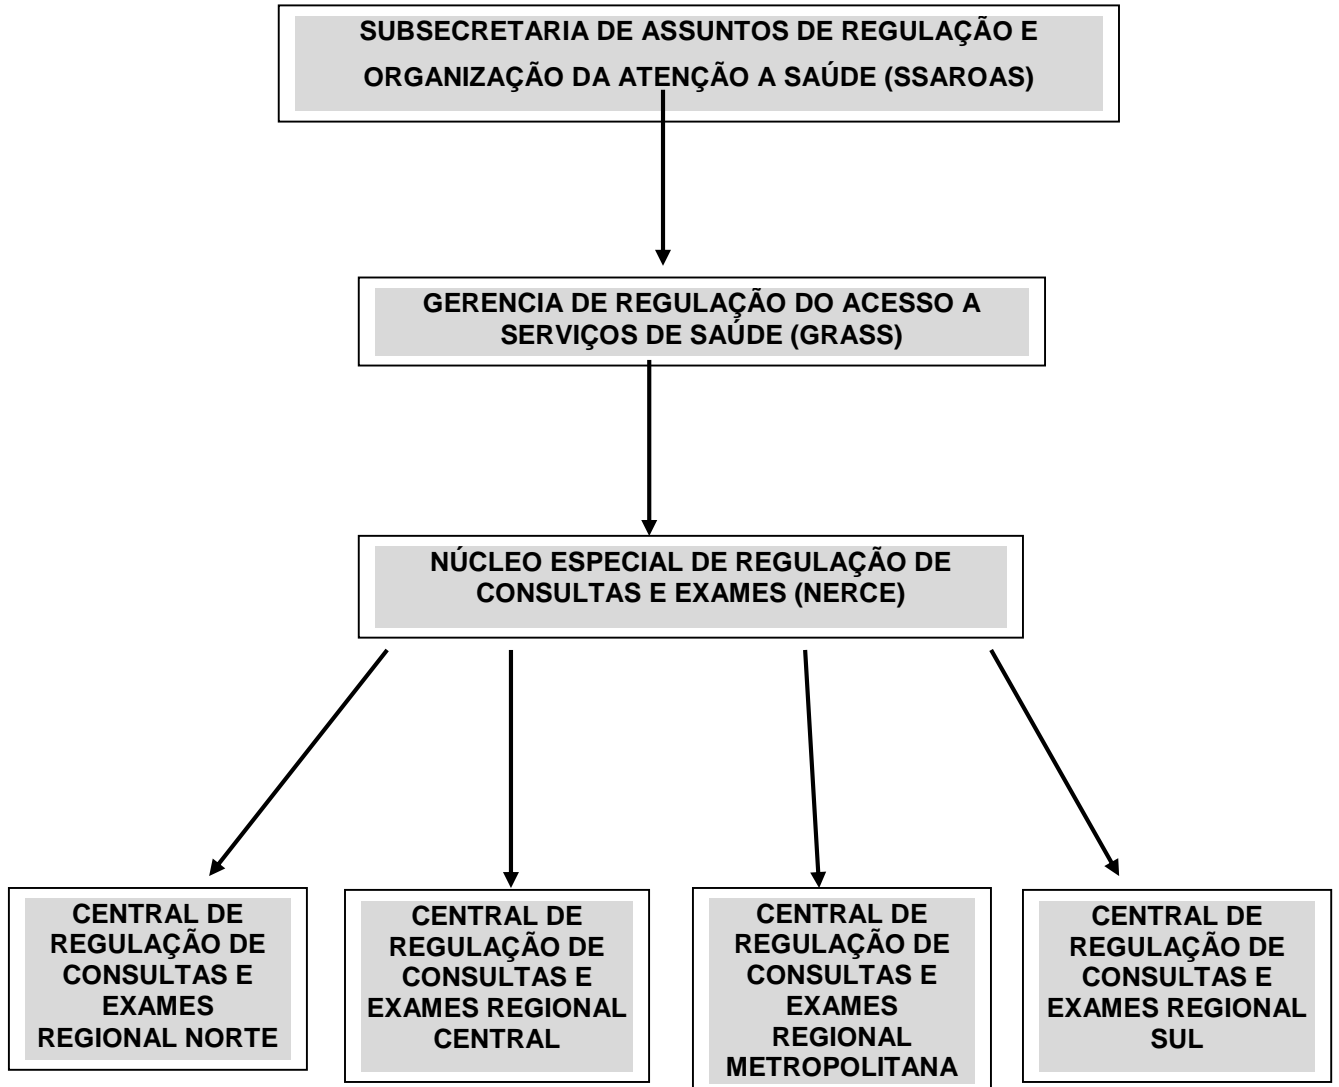 SUBSECRETARIA DE ASSUNTOS DE REGULAÇÃO E
ORGANIZAÇÃO DA ATENÇÃO A SAÚDE (SSAROAS)
GERENCIA DE REGULAÇÃO DO ACESSO A
SERVIÇOS DE SAÚDE (GRASS)
NÚCLEO ESPECIAL DE REGULAÇÃO DE
CONSULTAS E EXAMES (NERCE)
CENTRAL DE
REGULAÇÃO DE
CONSULTAS E
EXAMES
REGIONAL NORTE
CENTRAL DE
REGULAÇÃO DE
CONSULTAS E
EXAMES REGIONAL
CENTRAL
CENTRAL DE
REGULAÇÃO DE
CONSULTAS E
EXAMES
REGIONAL
METROPOLITANA
CENTRAL DE
REGULAÇÃO DE
CONSULTAS E
EXAMES REGIONAL
SUL